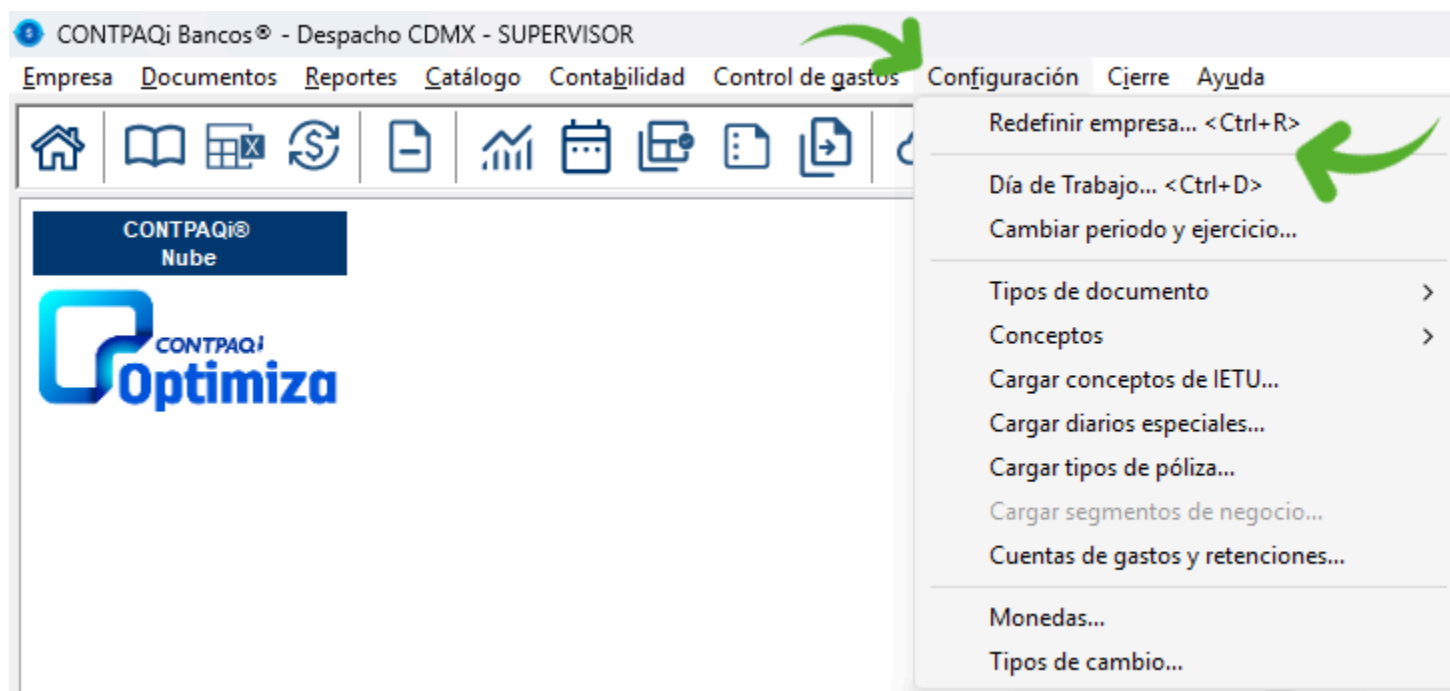 CONTPAQi Bancos® - Despacho CDMX - SUPERVISOR
Empresa Documentos Reportes Catálogo Contabilidad Control de gastos Configuración Cierre Ayuda
Redefinir empresa... <Ctrl+R>
Día de Trabajo... <Ctrl+D>
Cambiar periodo y ejercicio...
Tipos de documento
Conceptos
Cargar conceptos de IETU...
Cargar diarios especiales...
Cargar tipos de póliza...
Cargar segmentos de negocio...
Cuentas de gastos y retenciones...
Monedas...
Tipos de cambio...
CONTPAQi®
Nube
CONTPAQi
Optimiza